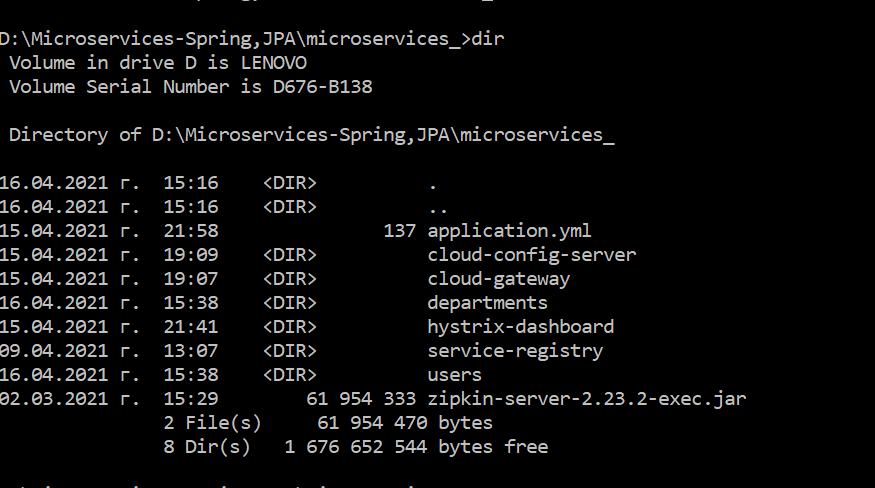 D:\Microservices-Spring,JPA\microservices_>dir
 Volume in drive D is LENOVO
 Volume Serial Number is D676-B138
 Directory of D:\Microservices-Spring,JPA\microservices_
16.04.2021 г.  15:16    <DIR>          .
16.04.2021 г.  15:16    <DIR>          ..
15.04.2021 г.  21:58               137 application.yml
15.04.2021 г.  19:09    <DIR>          cloud-config-server
15.04.2021 г.  19:07    <DIR>          cloud-gateway
16.04.2021 г.  15:38    <DIR>          departments
15.04.2021 г.  21:41    <DIR>          hystrix-dashboard
09.04.2021 г.  13:07    <DIR>          service-registry
16.04.2021 г.  15:38    <DIR>          users
02.03.2021 г.  15:29        61 954 333 zipkin-server-2.23.2-exec.jar
               2 File(s)     61 954 470 bytes
               8 Dir(s)   1 676 652 544 bytes free